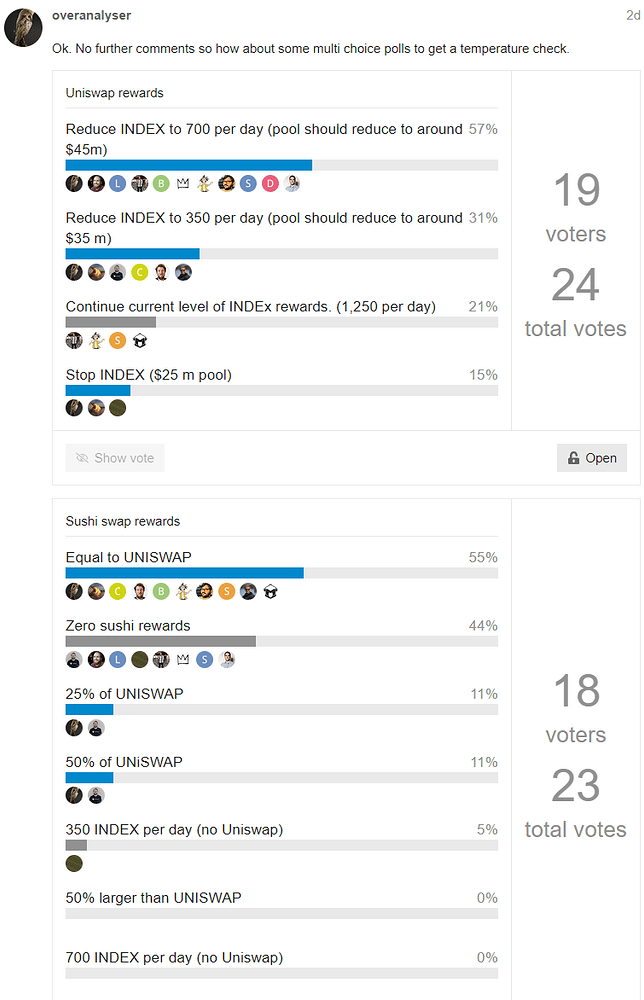 overanalyser
2d
Ok. No further comments so how about some multi choice polls to get a temperature check.
Uniswap rewards
Reduce INDEX to 700 per day (pool should reduce to around
$45m)
57%
L
B
S
D
Reduce INDEX to 350 per day (pool should reduce to around
$35 m)
31%
C
Continue current level of INDEx rewards. (1,250 per day)
21%
S
Stop INDEX ($25 m pool)
15%
19
voters
24
total votes
Show vote
Open
Sushi swap rewards
Equal to UNISWAP
55%
C
B
S
Zero sushi rewards
44%
L
S
25% of UNISWAP
11%
50% of UNiSWAP
11%
350 INDEX per day (no Uniswap)
5%
50% larger than UNISWAP
0%
700 INDEX per day (no Uniswap)
0%
18
voters
23
total votes